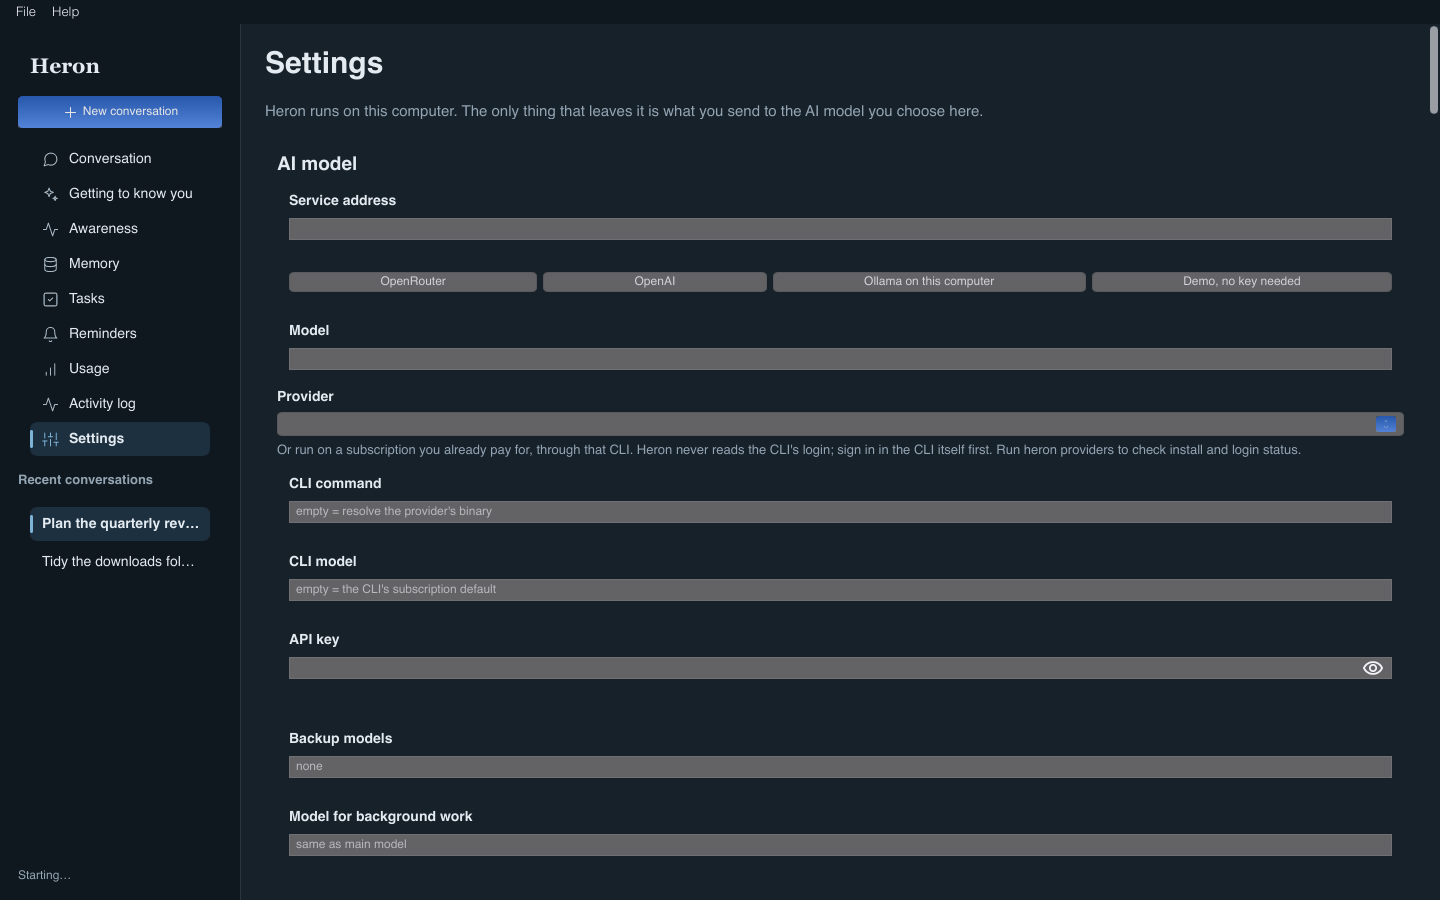 File Help
Heron
New conversation
Conversation
Getting to know you
Awareness
Memory
Tasks
Reminders
Usage
Activity log
Settings
Recent conversations
Plan the quarterly rev…
Tidy the downloads fol…
Starting…
Settings
Heron runs on this computer. The only thing that leaves it is what you send to the AI model you choose here.
AI model
Service address
OpenRouter OpenAI Ollama on this computer Demo, no key needed
Model
Provider
Or run on a subscription you already pay for, through that CLI. Heron never reads the CLI's login; sign in in the CLI itself first. Run heron providers to check install and login status.
CLI command
empty = resolve the provider's binary
CLI model
empty = the CLI's subscription default
API key
Backup models
none
Model for background work
same as main model